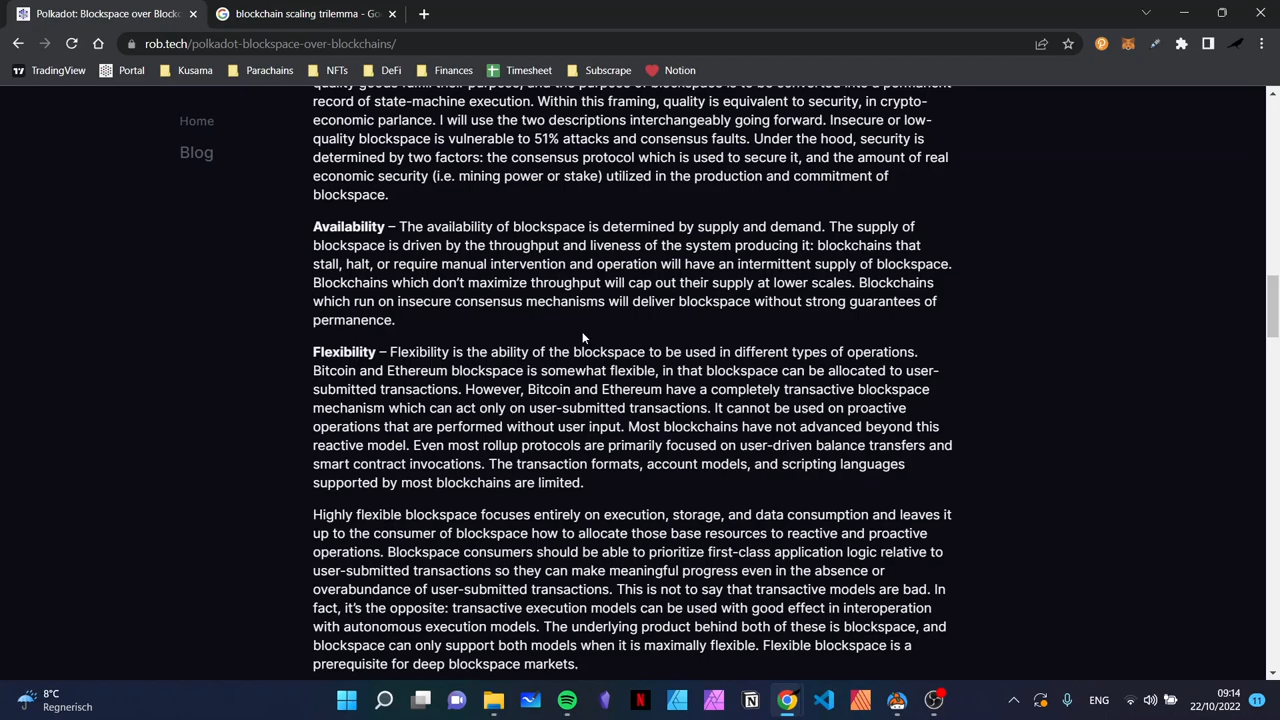 Polkadot: Blockspace over Blockc
blockchain scaling trilemma - Go
rob.tech/polkadot-blockspace-over-blockchains/
TradingView
Portal
Kusama
Parachains
NFTs
DeFi
Finances
Timesheet
Subscrape
Notion
Home
Blog
quality goods fulfil their purpose, and the purpose of blockspace is to be converted into a permanent
record of state-machine execution. Within this framing, quality is equivalent to security, in crypto-
economic parlance. I will use the two descriptions interchangeably going forward. Insecure or low-
quality blockspace is vulnerable to 51% attacks and consensus faults. Under the hood, security is
determined by two factors: the consensus protocol which is used to secure it, and the amount of real
economic security (i.e. mining power or stake) utilized in the production and commitment of
blockspace.
Availability – The availability of blockspace is determined by supply and demand. The supply of
blockspace is driven by the throughput and liveness of the system producing it: blockchains that
stall, halt, or require manual intervention and operation will have an intermittent supply of blockspace.
Blockchains which don't maximize throughput will cap out their supply at lower scales. Blockchains
which run on insecure consensus mechanisms will deliver blockspace without strong guarantees of
permanence.
Flexibility – Flexibility is the ability of the blockspace to be used in different types of operations.
Bitcoin and Ethereum blockspace is somewhat flexible, in that blockspace can be allocated to user-
submitted transactions. However, Bitcoin and Ethereum have a completely transactive blockspace
mechanism which can act only on user-submitted transactions. It cannot be used on proactive
operations that are performed without user input. Most blockchains have not advanced beyond this
reactive model. Even most rollup protocols are primarily focused on user-driven balance transfers and
smart contract invocations. The transaction formats, account models, and scripting languages
supported by most blockchains are limited.
Highly flexible blockspace focuses entirely on execution, storage, and data consumption and leaves it
up to the consumer of blockspace how to allocate those base resources to reactive and proactive
operations. Blockspace consumers should be able to prioritize first-class application logic relative to
user-submitted transactions so they can make meaningful progress even in the absence or
overabundance of user-submitted transactions. This is not to say that transactive models are bad. In
fact, it's the opposite: transactive execution models can be used with good effect in interoperation
with autonomous execution models. The underlying product behind both of these is blockspace, and
blockspace can only support both models when it is maximally flexible. Flexible blockspace is a
prerequisite for deep blockspace markets.
8°C
Regnerisch
ENG
09:14
22/10/2022
11